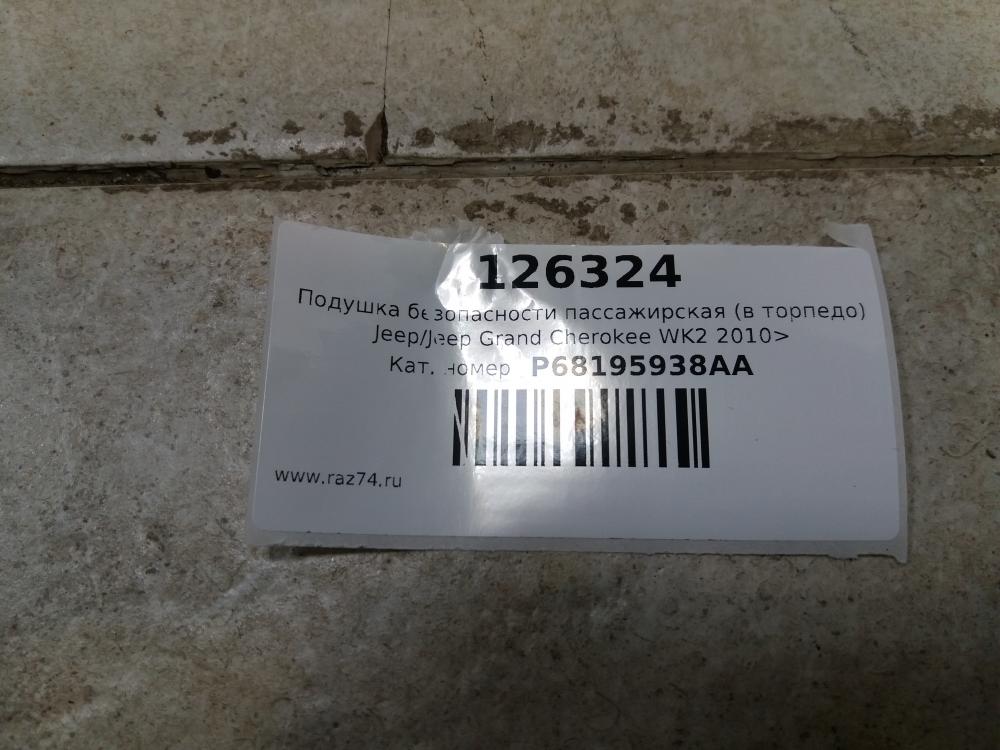 126324
Подушка безопасности пассажирская (в торпедо)
Jeep/Jeep Grand Cherokee WK2 2010>
Кат. номер P68195938AA
www.raz74.ru